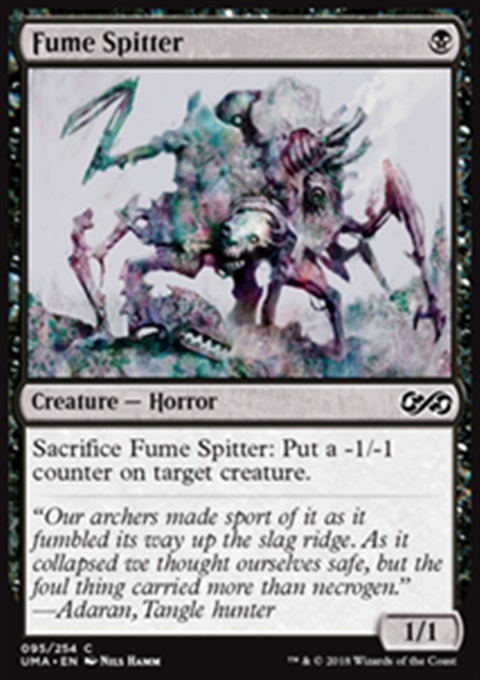 Fume Spitter
Creature — Horror
Sacrifice Fume Spitter: Put a -1/-1
counter on target creature.
“Our archers made sport of it as it
fumbled its way up the slag ridge. As it
collapsed we thought ourselves safe, but the
foul thing carried more than necrogen.”
—Adaran, Tangle hunter
1/1
095/254 C
UMA • EN Nils Hamm
™ & © 2018 Wizards of the Coast